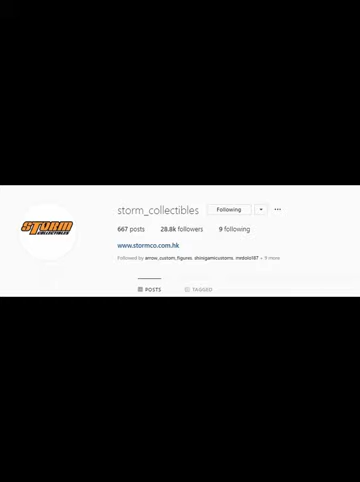 STORM
COLLECTIBLES
storm_collectibles Following
667 posts 28.8k followers 9 following
www.stormco.com.hk
Followed by arrow_custom_figures, shinigamicustoms, + 9 more
POSTS TAGGED